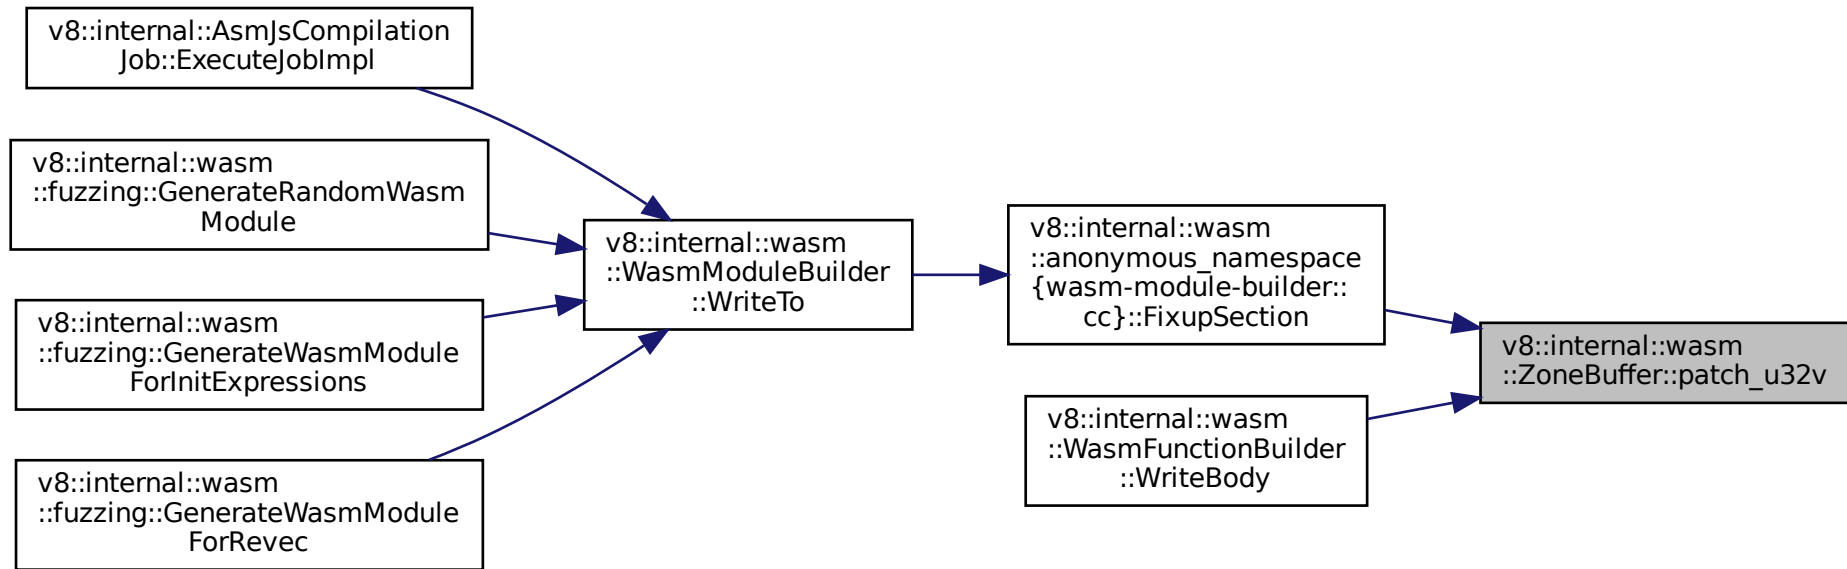 v8::internal::AsmJsCompilation
Job::ExecuteJobImpl
v8::internal::wasm
::fuzzing::GenerateRandomWasm
Module
v8::internal::wasm
::fuzzing::GenerateWasmModule
ForInitExpressions
v8::internal::wasm
::fuzzing::GenerateWasmModule
ForRevec
v8::internal::wasm
::WasmModuleBuilder
::WriteTo
v8::internal::wasm
::anonymous_namespace
{wasm-module-builder::
cc}::FixupSection
v8::internal::wasm
::WasmFunctionBuilder
::WriteBody
v8::internal::wasm
::ZoneBuffer::patch_u32v